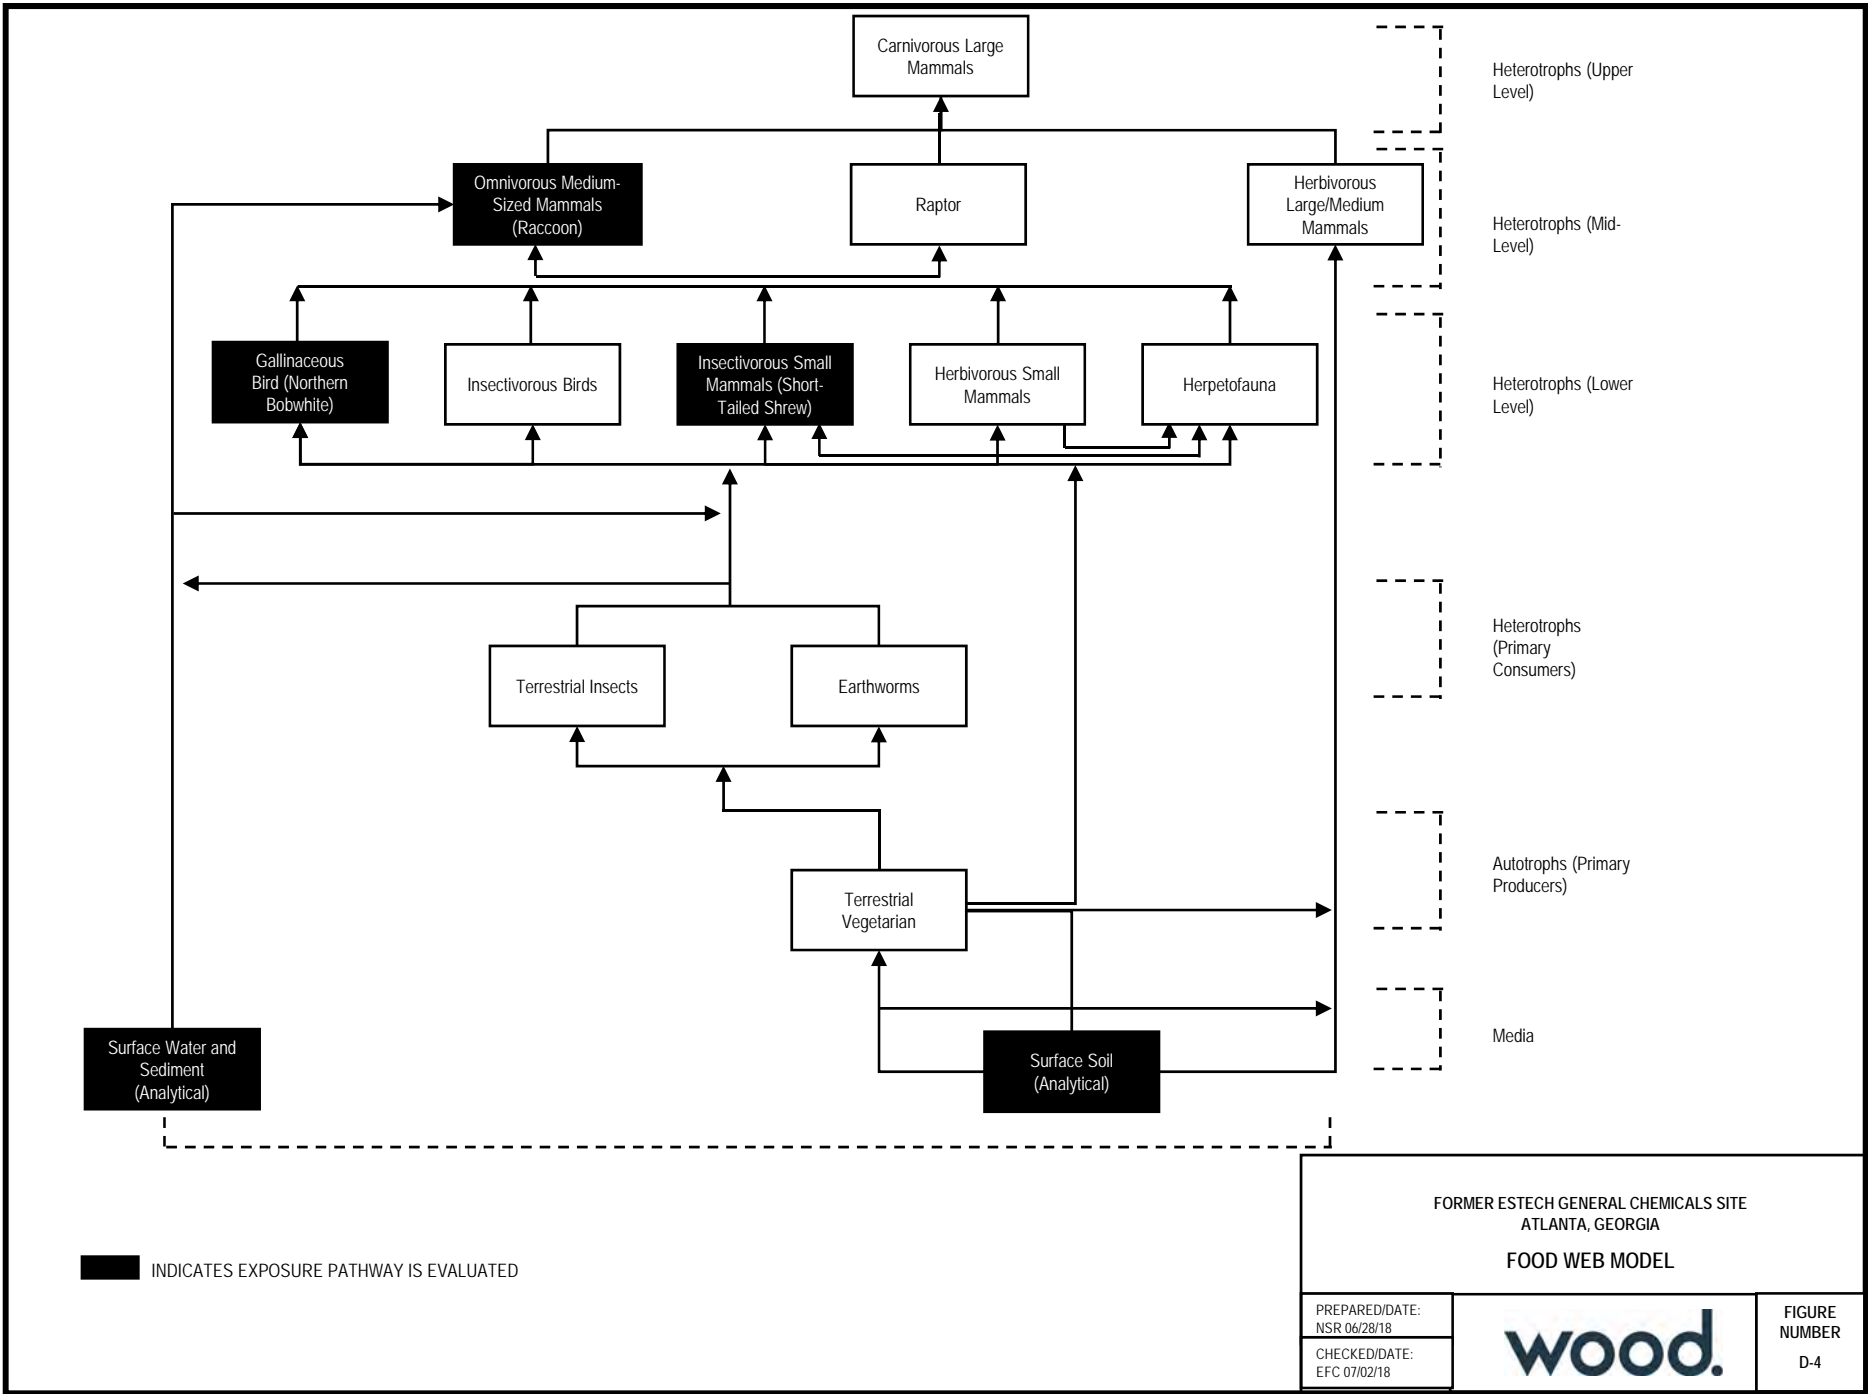 Carnivorous Large
Mammals
Heterotrophs (Upper
Level)
Omnivorous Medium-
Sized Mammals
(Raccoon)
Raptor
Herbivorous
Large/Medium
Mammals
Heterotrophs (Mid-
Level)
Gallinaceous
Bird (Northern
Bobwhite)
Insectivorous Birds
Insectivorous Small
Mammals (Short-
Tailed Shrew)
Herbivorous Small
Mammals
Herpetofauna
Heterotrophs (Lower
Level)
Terrestrial Insects
Earthworms
Heterotrophs
(Primary
Consumers)
Terrestrial
Vegetarian
Autotrophs (Primary
Producers)
Surface Water and
Sediment
(Analytical)
Surface Soil
(Analytical)
Media
INDICATES EXPOSURE PATHWAY IS EVALUATED
FORMER ESTECH GENERAL CHEMICALS SITE
ATLANTA, GEORGIA
FOOD WEB MODEL
PREPARED/DATE:
NSR 06/28/18
CHECKED/DATE:
EFC 07/02/18
wood.
FIGURE
NUMBER
D-4